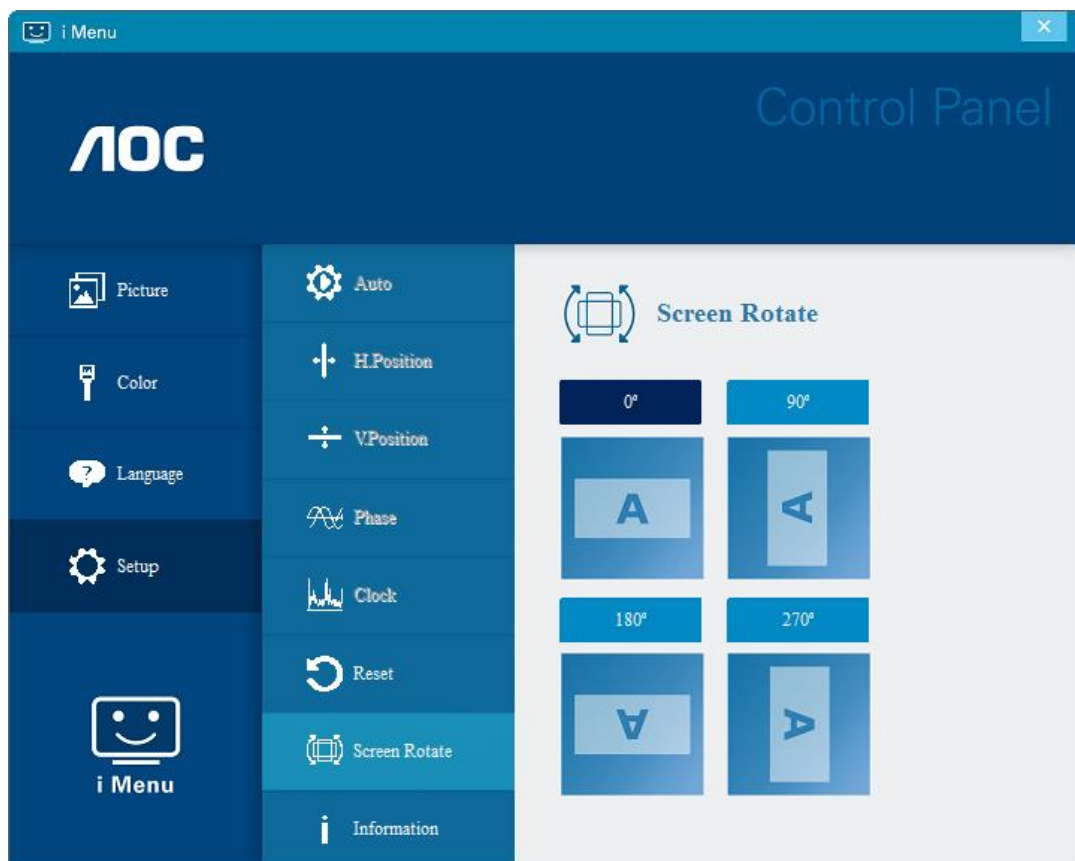 i Menu
Control Panel
AOC
Picture
Color
Language
Setup
i Menu
Auto
H.Position
V.Position
Phase
Clock
Reset
Screen Rotate
i Information
Screen Rotate
0° 90°
A A
180° 270°
A A